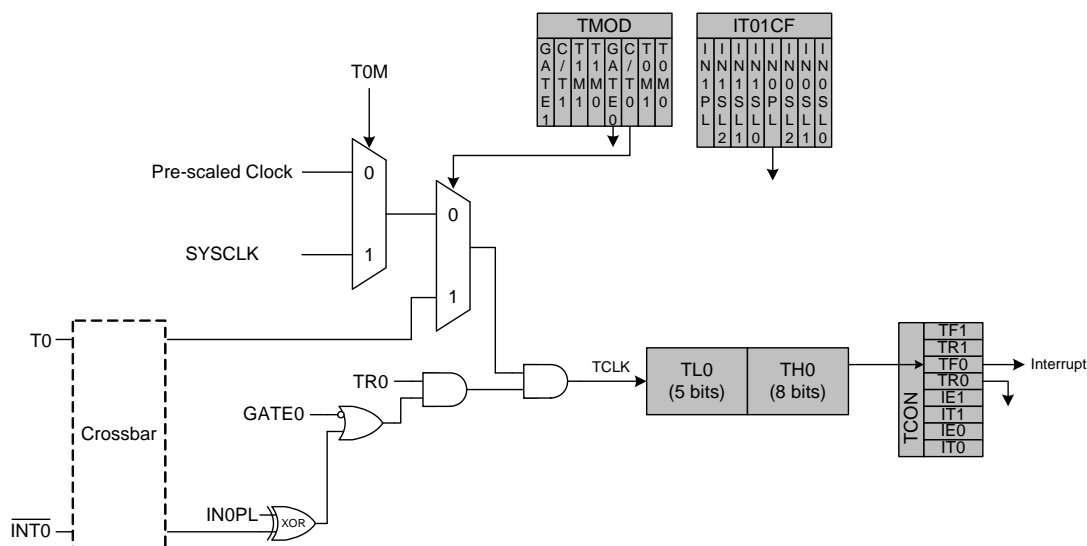 TMOD
GATE1
C/T1
T1M1
T1M0
GATE0
C/T0
T0M1
T0M0
IT01CF
IN1PL
IN1SL2
IN1SL1
IN1SL0
IN0PL
IN0SL2
IN0SL1
IN0SL0
T0M
Pre-scaled Clock
0
SYSCLK
1
0
1
T0
Crossbar
INT0
TR0
GATE0
IN0PL
XOR
TCLK
TL0
(5 bits)
TH0
(8 bits)
TCON
TF1
TR1
TF0
TR0
IE1
IT1
IE0
IT0
Interrupt